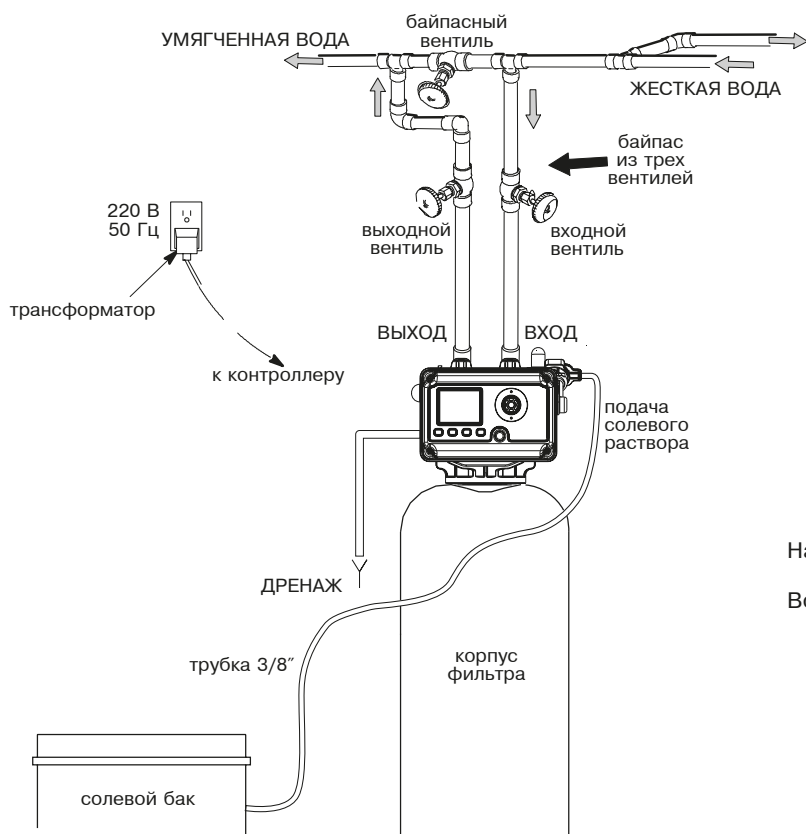 байпасный
вентиль
УМЯГЧЕННАЯ ВОДА
ЖЕСТКАЯ ВОДА
байпас
из трех
вентилей
220 В
50 Гц
выходной
вентиль
входной
вентиль
трансформатор
ВЫХОД
ВХОД
к контроллеру
подача
солевого
раствора
ДРЕНАЖ
трубка 3/8″
корпус
фильтра
солевой бак